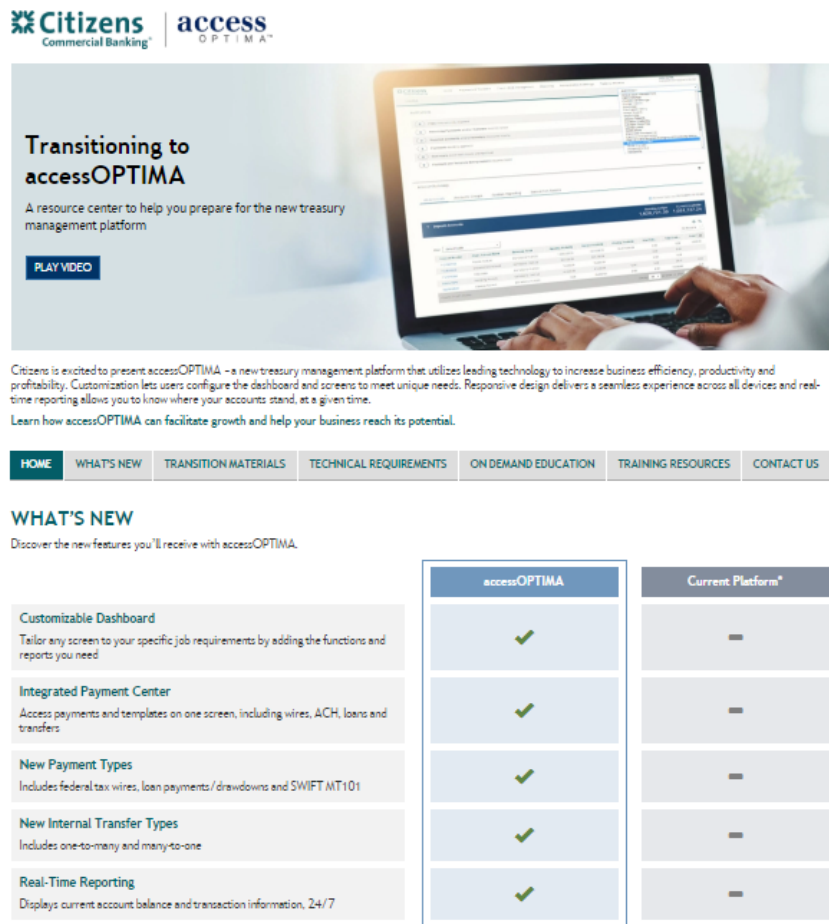 Citizens
Commercial Banking®
access
OPTIMA™
Transitioning to
accessOPTIMA
A resource center to help you prepare for the new treasury
management platform
PLAY VIDEO
Citizens is excited to present accessOPTIMA – a new treasury management platform that utilizes leading technology to increase business efficiency, productivity and
profitability. Customization lets users configure the dashboard and screens to meet unique needs. Responsive design delivers a seamless experience across all devices and real-
time reporting allows you to know where your accounts stand, at a given time.
Learn how accessOPTIMA can facilitate growth and help your business reach its potential.
HOME WHAT'S NEW TRANSITION MATERIALS TECHNICAL REQUIREMENTS ON DEMAND EDUCATION TRAINING RESOURCES CONTACT US
WHAT'S NEW
Discover the new features you'll receive with accessOPTIMA.
accessOPTIMA Current Platform*
Customizable Dashboard
Tailor any screen to your specific job requirements by adding the functions and
reports you need
Integrated Payment Center
Access payments and templates on one screen, including wires, ACH, loans and
transfers
New Payment Types
Includes federal tax wires, loan payments/drawdowns and SWIFT MT101
New Internal Transfer Types
Includes one-to-many and many-to-one
Real-Time Reporting
Displays current account balance and transaction information, 24/7